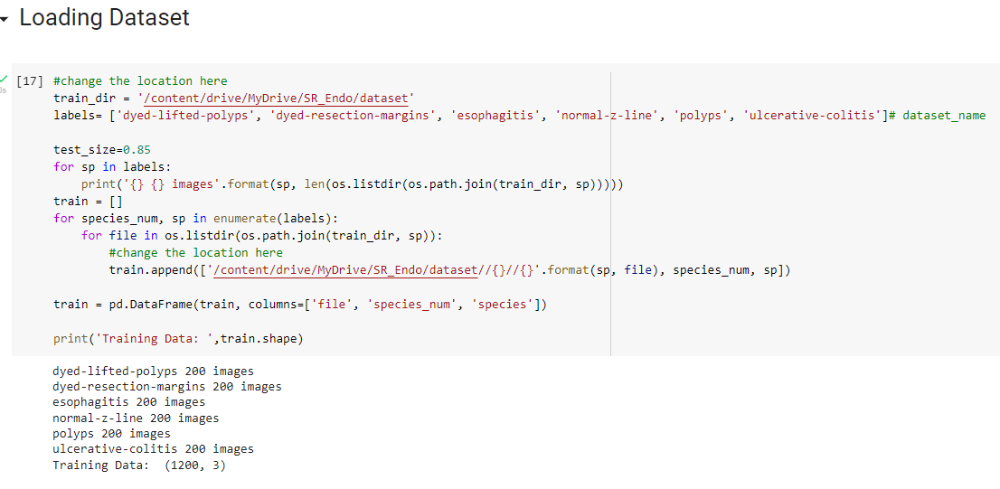 Loading Dataset
[17] #change the location here
train_dir = '/content/drive/MyDrive/SR_Endo/dataset'
labels= ['dyed-lifted-polyps', 'dyed-resection-margins', 'esophagitis', 'normal-z-line', 'polyps', 'ulcerative-colitis']# dataset_name
test_size=0.85
for sp in labels:
    print('{} {} images'.format(sp, len(os.listdir(os.path.join(train_dir, sp)))))
train = []
for species_num, sp in enumerate(labels):
    for file in os.listdir(os.path.join(train_dir, sp)):
        #change the location here
        train.append(['/content/drive/MyDrive/SR_Endo/dataset//{}//{}'.format(sp, file), species_num, sp])
train = pd.DataFrame(train, columns=['file', 'species_num', 'species'])
print('Training Data: ',train.shape)
dyed-lifted-polyps 200 images
dyed-resection-margins 200 images
esophagitis 200 images
normal-z-line 200 images
polyps 200 images
ulcerative-colitis 200 images
Training Data:  (1200, 3)